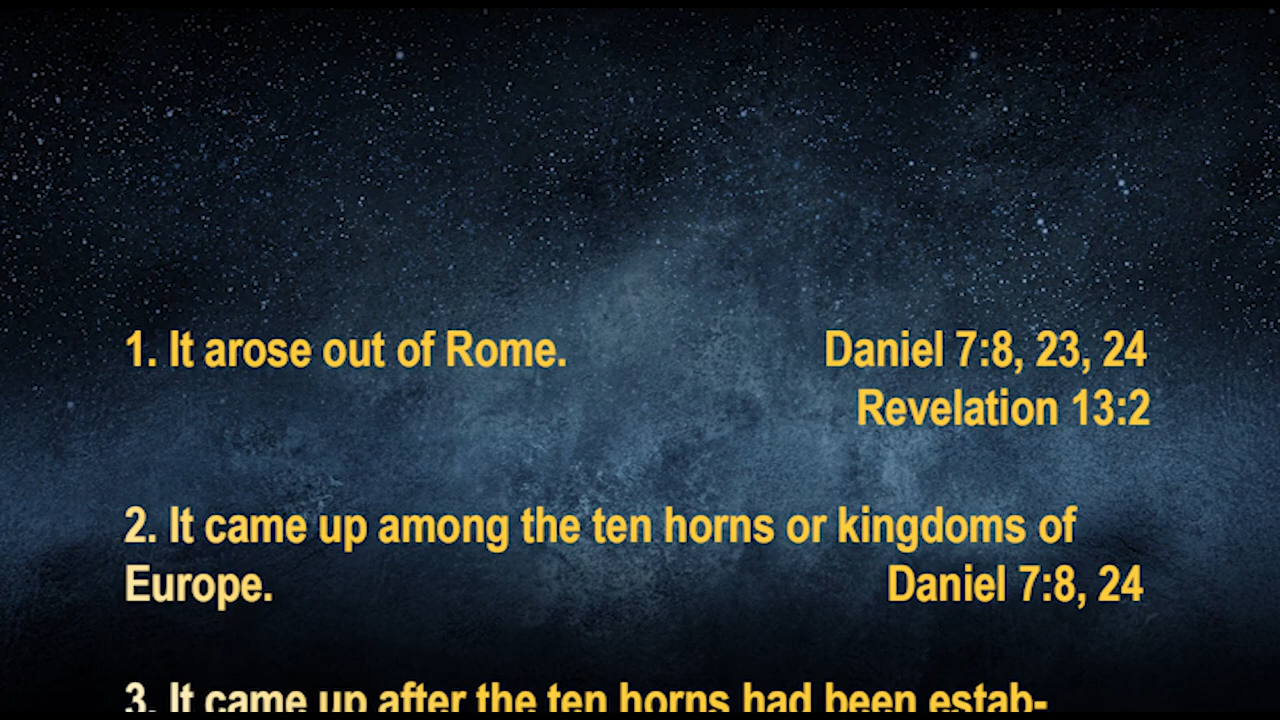 1. It arose out of Rome. Daniel 7:8, 23, 24
Revelation 13:2
2. It came up among the ten horns or kingdoms of
Europe. Daniel 7:8, 24
3. It came up after the ten horns had been estab-